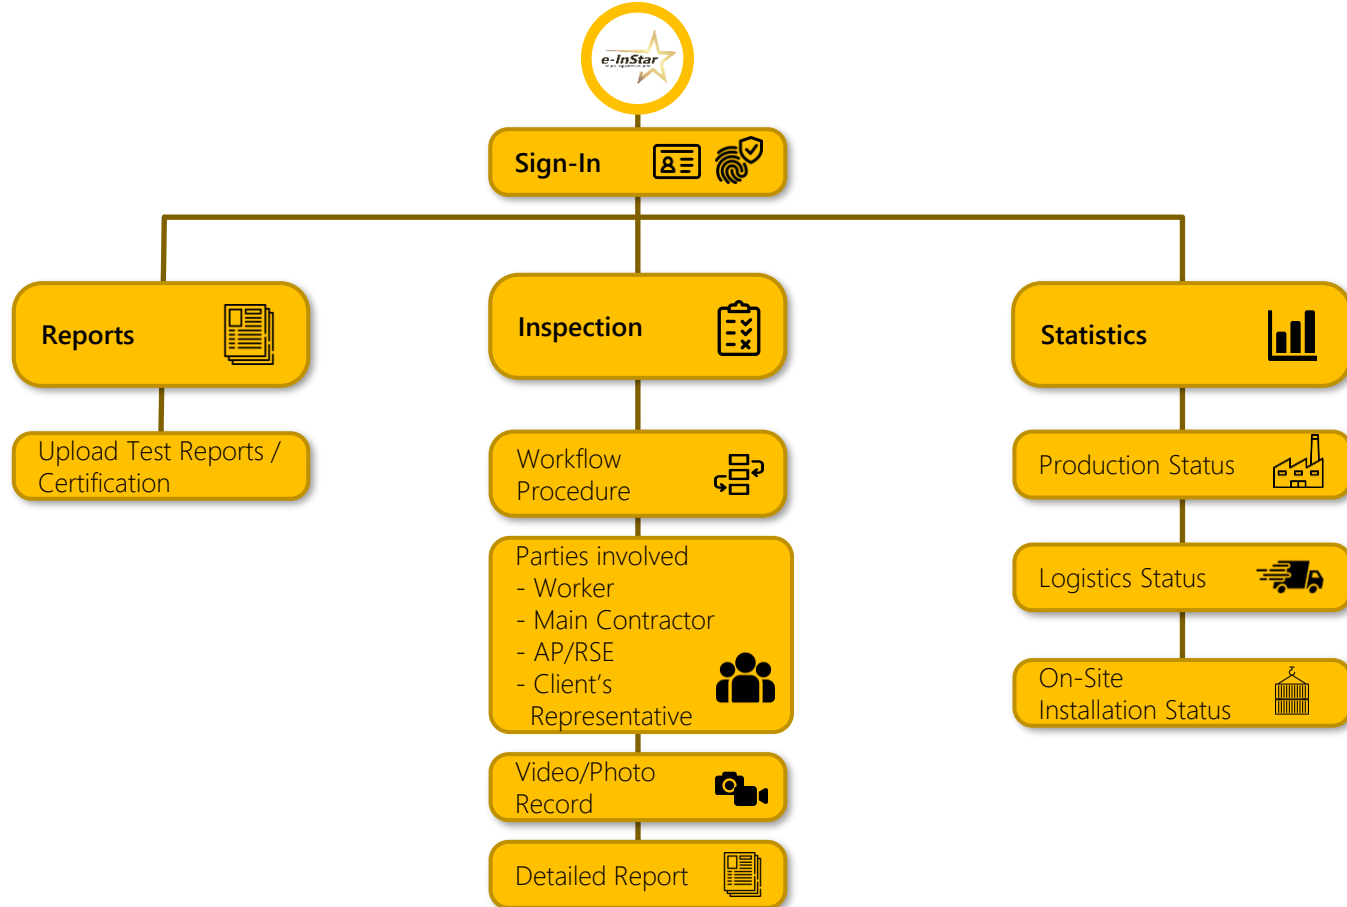 e-InStar
Sign-In
Reports
Upload Test Reports /
Certification
Inspection
Workflow
Procedure
Parties involved
- Worker
- Main Contractor
- AP/RSE
- Client’s
Representative
Video/Photo
Record
Detailed Report
Statistics
Production Status
Logistics Status
On-Site
Installation Status